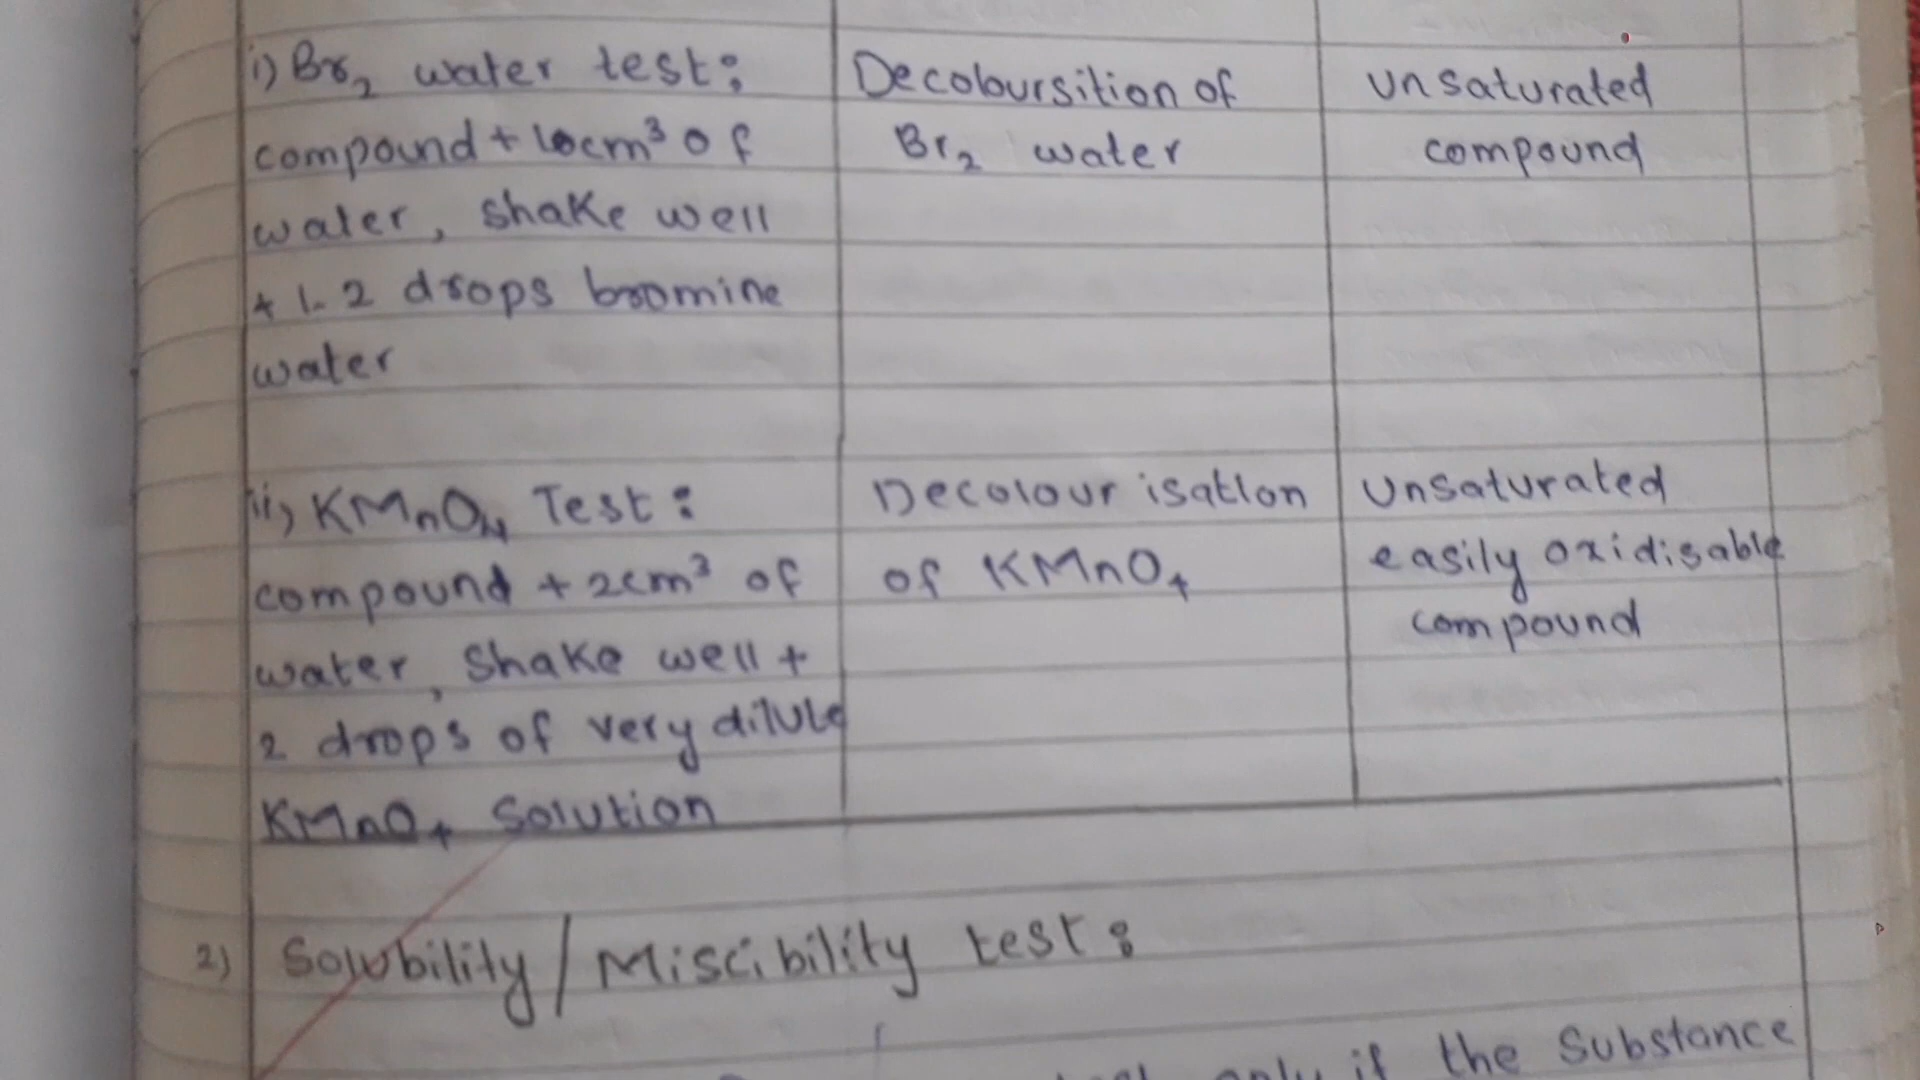 i) Br₂ water test:
compound + 10cm³ of
water, shake well
+ 1-2 drops bromine
water
Decoloursition of
Br₂ water
unsaturated
compound
ii) KMnO₄ Test:
compound + 2cm³ of
water, shake well +
2 drops of very dilute
KMnO₄ solution
Decolourisation
of KMnO₄
Unsaturated
easily oxidisable
compound
2) Solubility/Miscibility test:
only if the substance